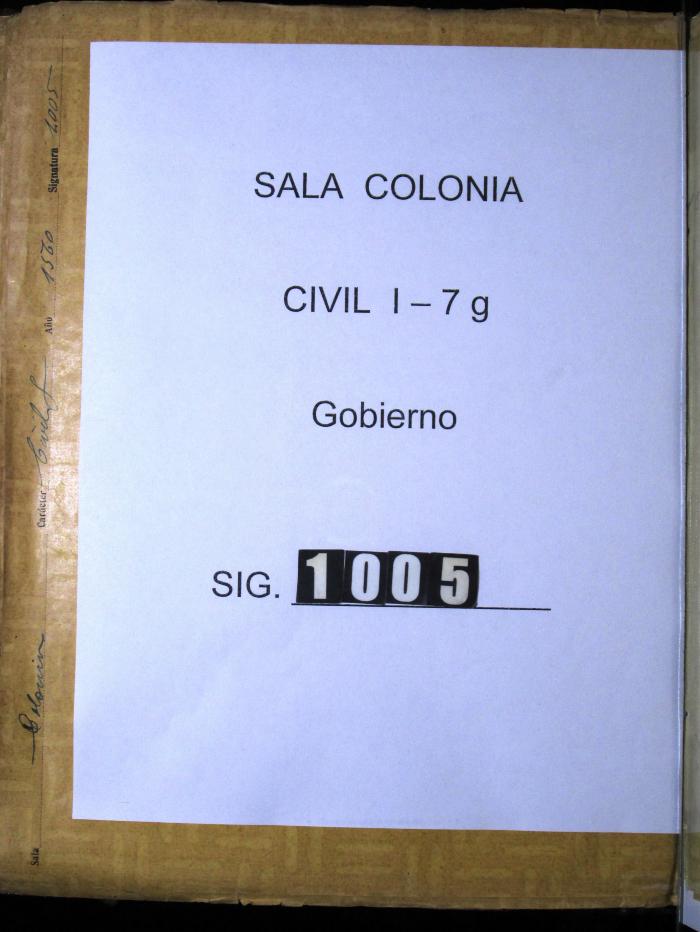 SALA COLONIA
CIVIL I – 7 g
Gobierno
SIG. 1005
Sala Colonia Carácter Civil I Año 1560 Signatura 1005